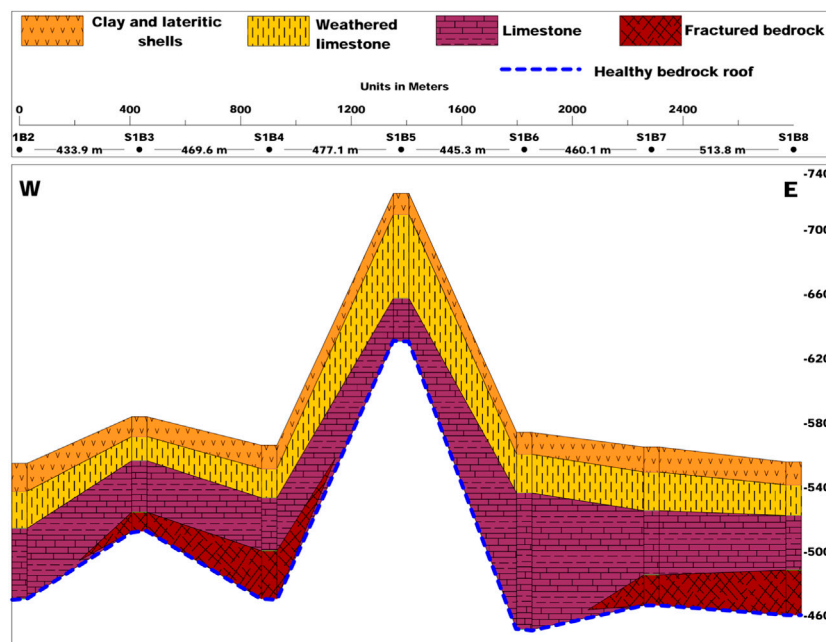 Clay and lateritic shells
Weathered limestone
Limestone
Fractured bedrock
Healthy bedrock roof
Units in Meters
0 400 800 1200 1600 2000 2400
1B2 S1B3 S1B4 S1B5 S1B6 S1B7 S1B8
433.9 m 469.6 m 477.1 m 445.3 m 460.1 m 513.8 m
W E
-740
-700
-660
-620
-580
-540
-500
-460